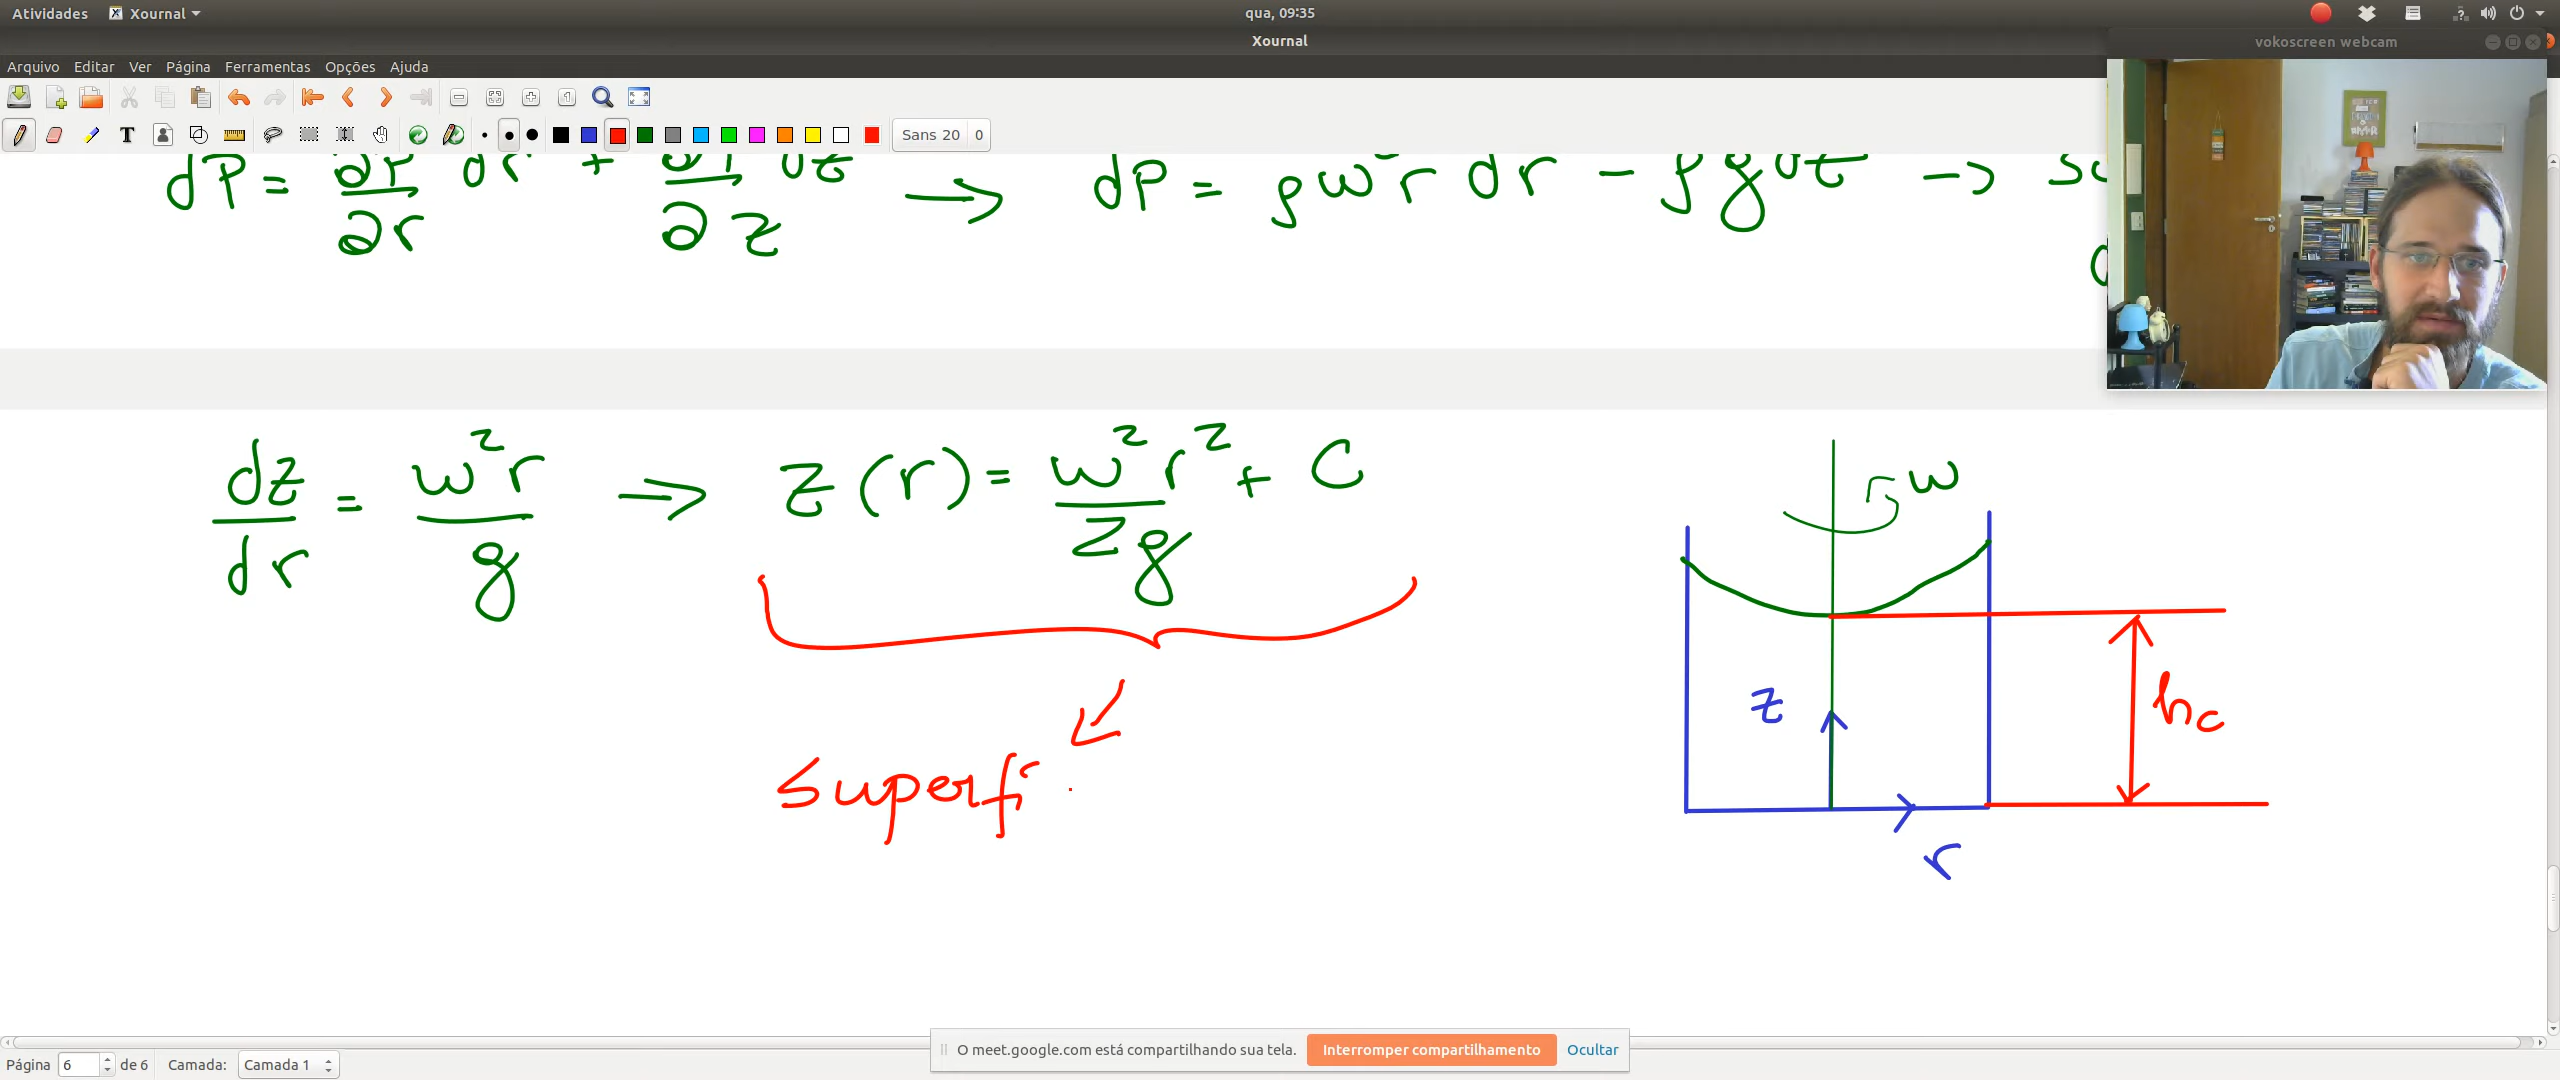 Atividades Xournal qua, 09:35
Xournal
vokoscreen webcam
Arquivo Editar Ver Página Ferramentas Opções Ajuda
Sans 20 0
dP = ∂P/∂r dr + ∂P/∂z dz → dP = ρω²r dr - ρg dz →
dz/dr = ω²r/g → z(r) = ω²r²/2g + C
ω
z
hc
superfí
r
O meet.google.com está compartilhando sua tela. Interromper compartilhamento Ocultar
Página 6 de 6 Camada: Camada 1